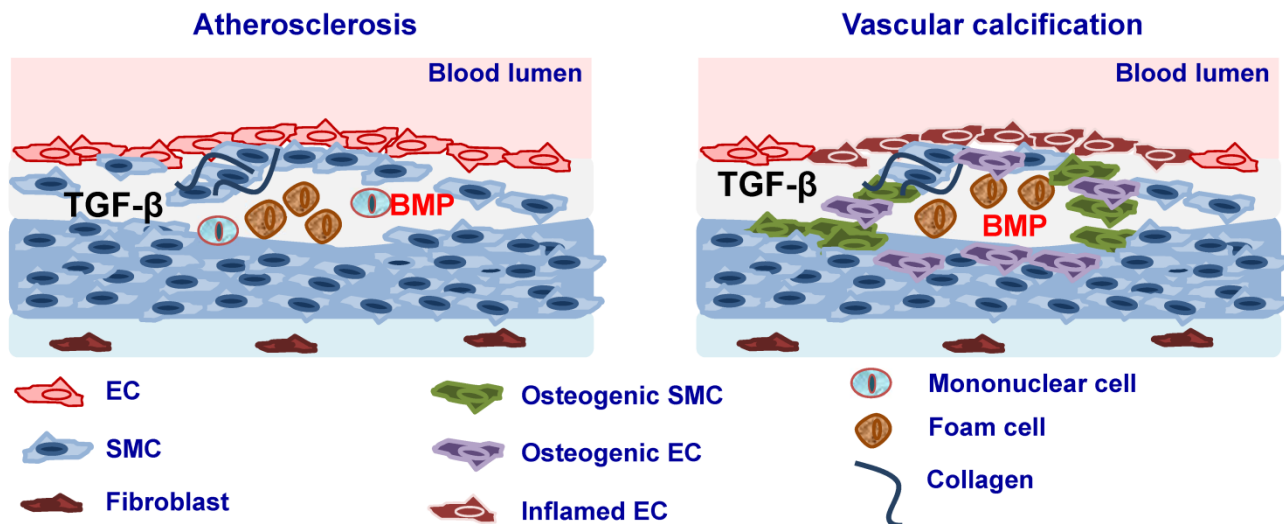 Atherosclerosis
Vascular calcification
Blood lumen
Blood lumen
TGF-β
BMP
TGF-β
BMP
EC
SMC
Fibroblast
Osteogenic SMC
Osteogenic EC
Inflamed EC
Mononuclear cell
Foam cell
Collagen